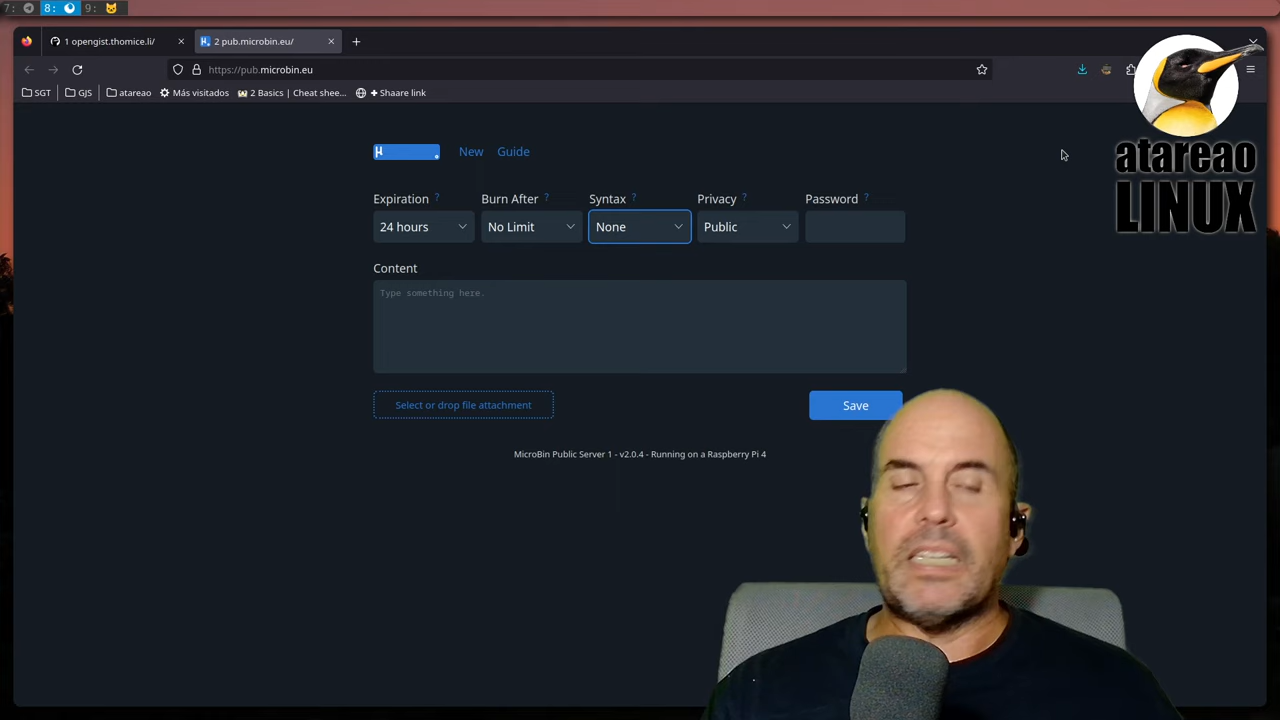 7: 8: 9:
1 opengist.thomice.li/
2 pub.microbin.eu/
https://pub.microbin.eu
SGT GJS atareao Más visitados 2 Basics | Cheat shee... Shaare link
atareao
LINUX
μ New Guide
Expiration ? Burn After ? Syntax ? Privacy ? Password ?
24 hours No Limit None Public
Content
Type something here.
Select or drop file attachment Save
MicroBin Public Server 1 - v2.0.4 - Running on a Raspberry Pi 4